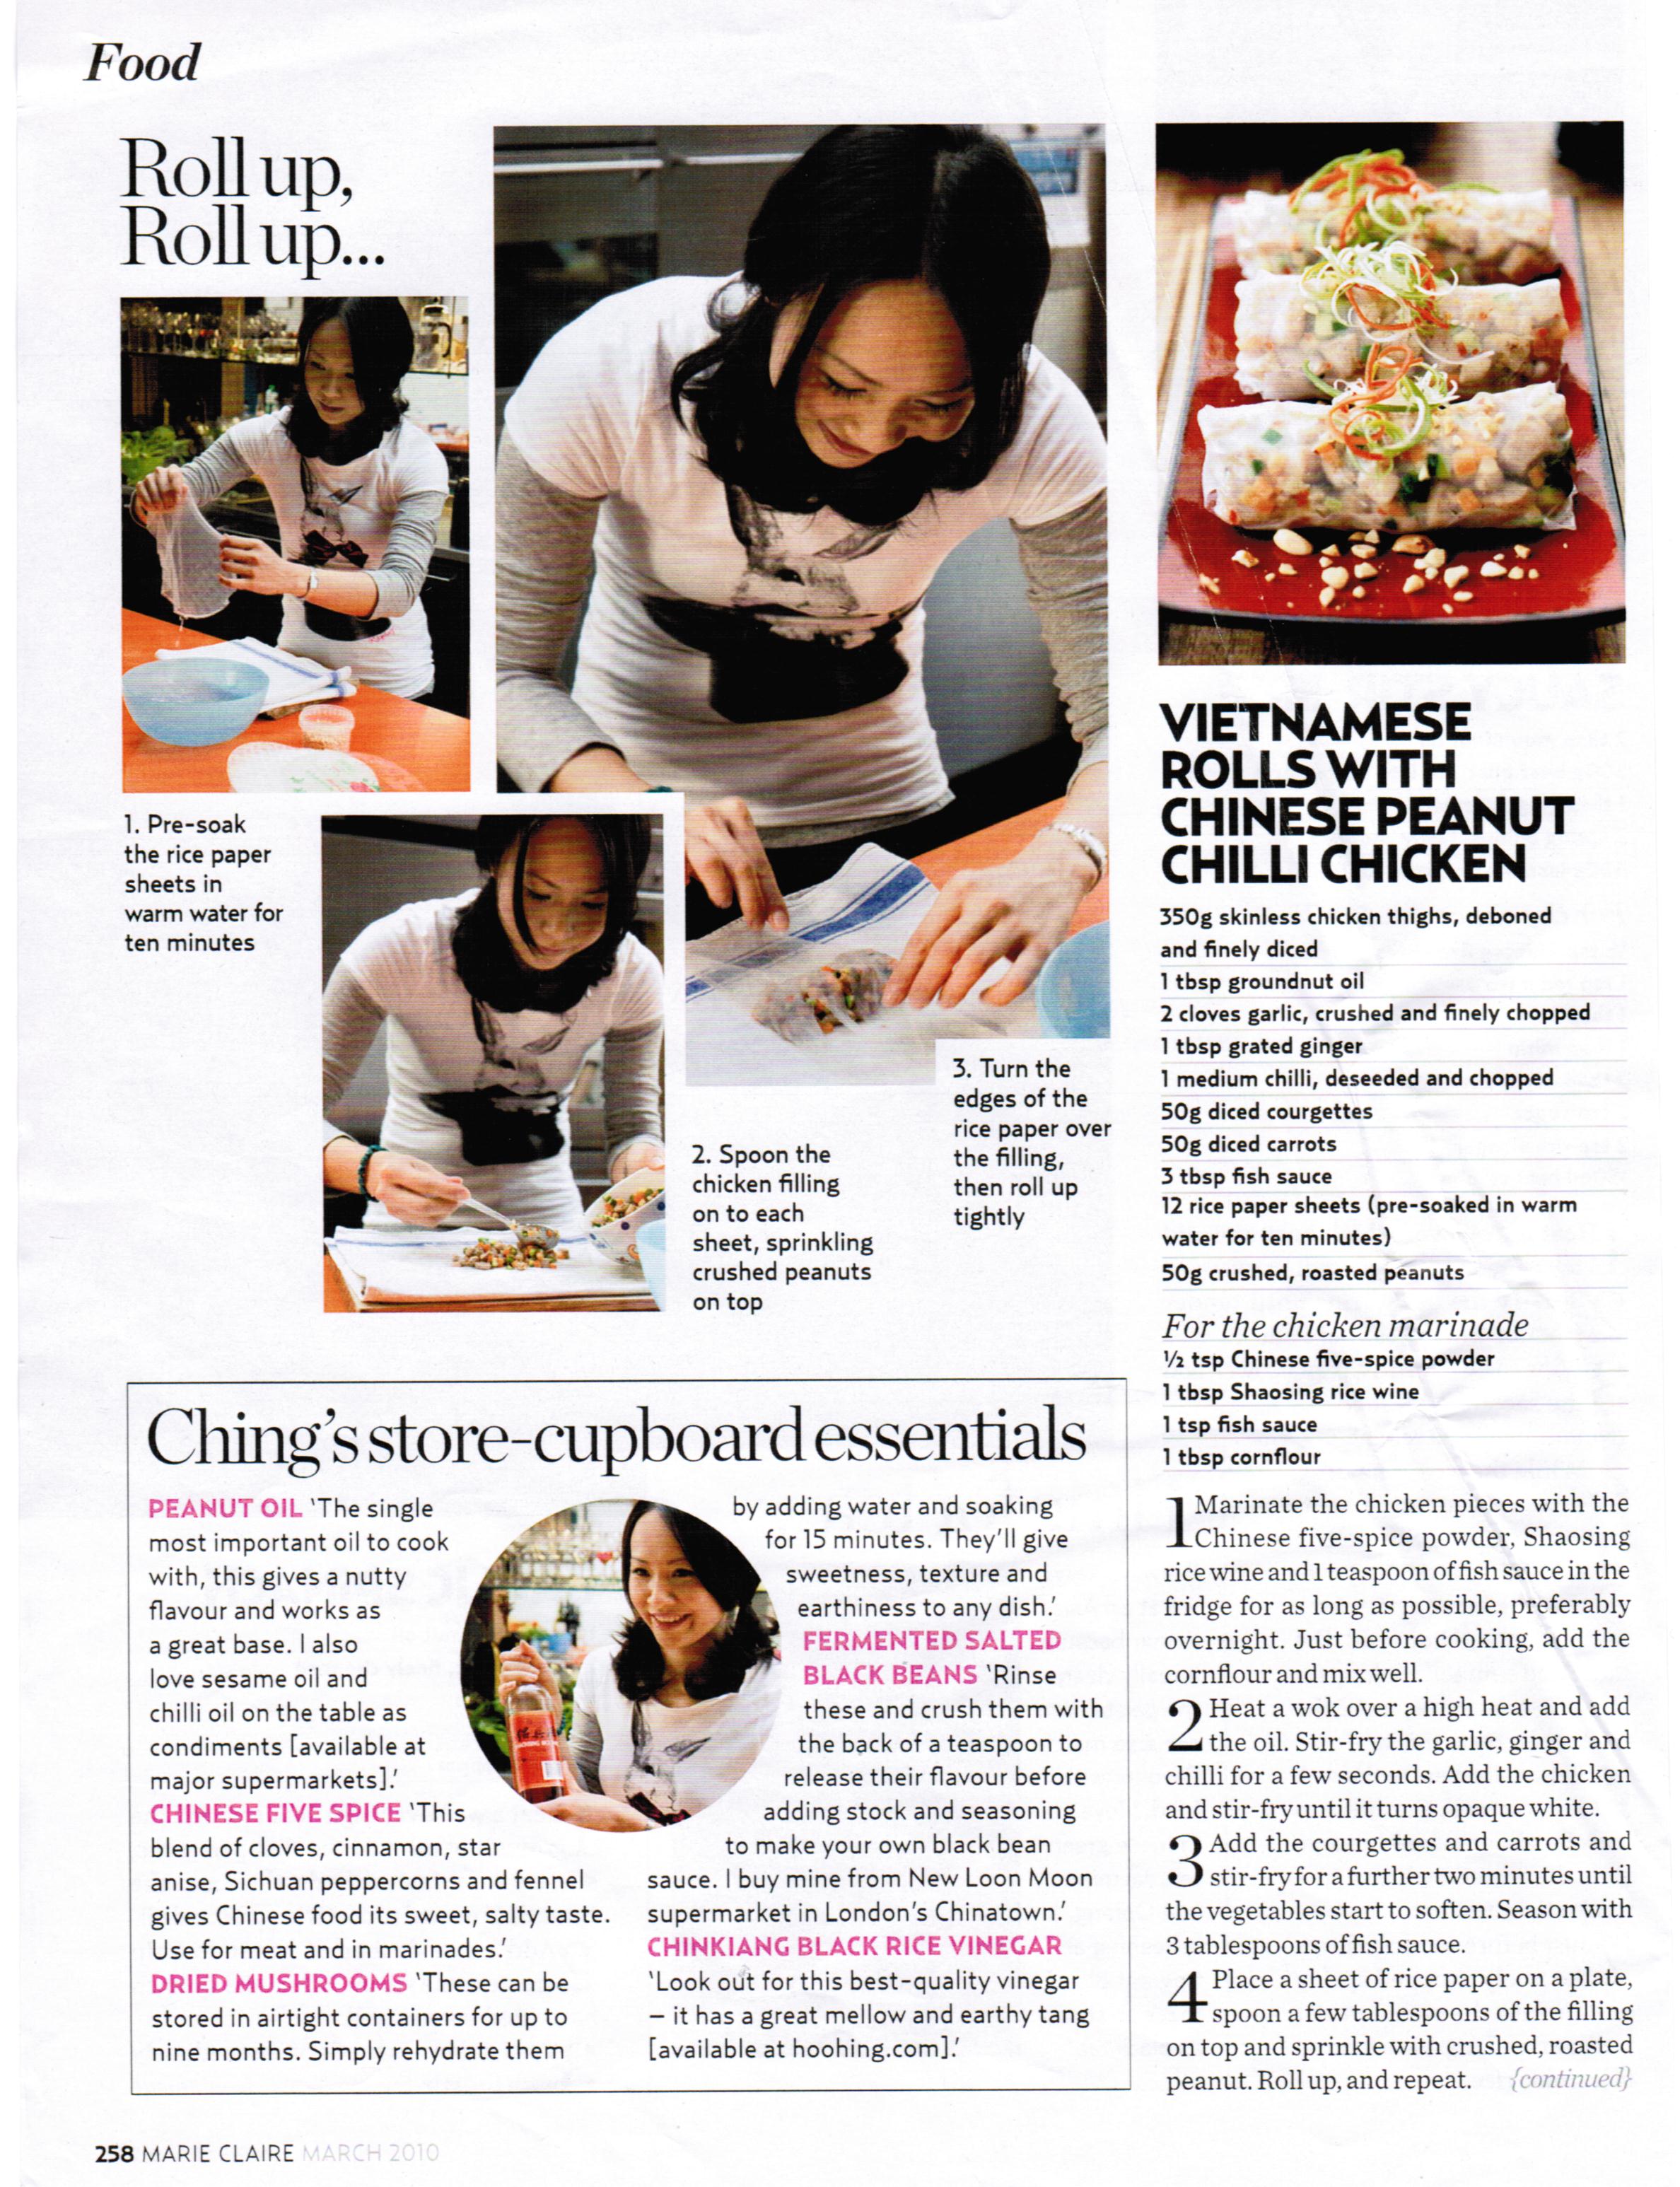 Food
Roll up,
Roll up...
1. Pre-soak
the rice paper
sheets in
warm water for
ten minutes
2. Spoon the
chicken filling
on to each
sheet, sprinkling
crushed peanuts
on top
3. Turn the
edges of the
rice paper over
the filling,
then roll up
tightly
VIETNAMESE
ROLLS WITH
CHINESE PEANUT
CHILLI CHICKEN
350g skinless chicken thighs, deboned
and finely diced
1 tbsp groundnut oil
2 cloves garlic, crushed and finely chopped
1 tbsp grated ginger
1 medium chilli, deseeded and chopped
50g diced courgettes
50g diced carrots
3 tbsp fish sauce
12 rice paper sheets (pre-soaked in warm
water for ten minutes)
50g crushed, roasted peanuts
For the chicken marinade
½ tsp Chinese five-spice powder
1 tbsp Shaosing rice wine
1 tsp fish sauce
1 tbsp cornflour
1 Marinate the chicken pieces with the
Chinese five-spice powder, Shaosing
rice wine and 1 teaspoon of fish sauce in the
fridge for as long as possible, preferably
overnight. Just before cooking, add the
cornflour and mix well.
2 Heat a wok over a high heat and add
the oil. Stir-fry the garlic, ginger and
chilli for a few seconds. Add the chicken
and stir-fry until it turns opaque white.
3 Add the courgettes and carrots and
stir-fry for a further two minutes until
the vegetables start to soften. Season with
3 tablespoons of fish sauce.
4 Place a sheet of rice paper on a plate,
spoon a few tablespoons of the filling
on top and sprinkle with crushed, roasted
peanut. Roll up, and repeat. {continued}
Ching's store-cupboard essentials
PEANUT OIL 'The single
most important oil to cook
with, this gives a nutty
flavour and works as
a great base. I also
love sesame oil and
chilli oil on the table as
condiments [available at
major supermarkets].'
CHINESE FIVE SPICE 'This
blend of cloves, cinnamon, star
anise, Sichuan peppercorns and fennel
gives Chinese food its sweet, salty taste.
Use for meat and in marinades.'
DRIED MUSHROOMS 'These can be
stored in airtight containers for up to
nine months. Simply rehydrate them
by adding water and soaking
for 15 minutes. They'll give
sweetness, texture and
earthiness to any dish.'
FERMENTED SALTED
BLACK BEANS 'Rinse
these and crush them with
the back of a teaspoon to
release their flavour before
adding stock and seasoning
to make your own black bean
sauce. I buy mine from New Loon Moon
supermarket in London's Chinatown.'
CHINKIANG BLACK RICE VINEGAR
'Look out for this best-quality vinegar
– it has a great mellow and earthy tang
[available at hoohing.com].'
258 MARIE CLAIRE MARCH 2010